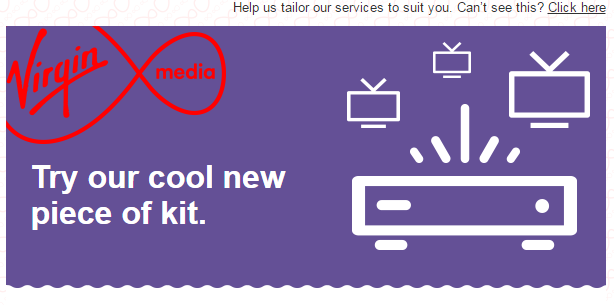 Help us tailor our services to suit you. Can't see this? Click here
Virgin media
Try our cool new
piece of kit.